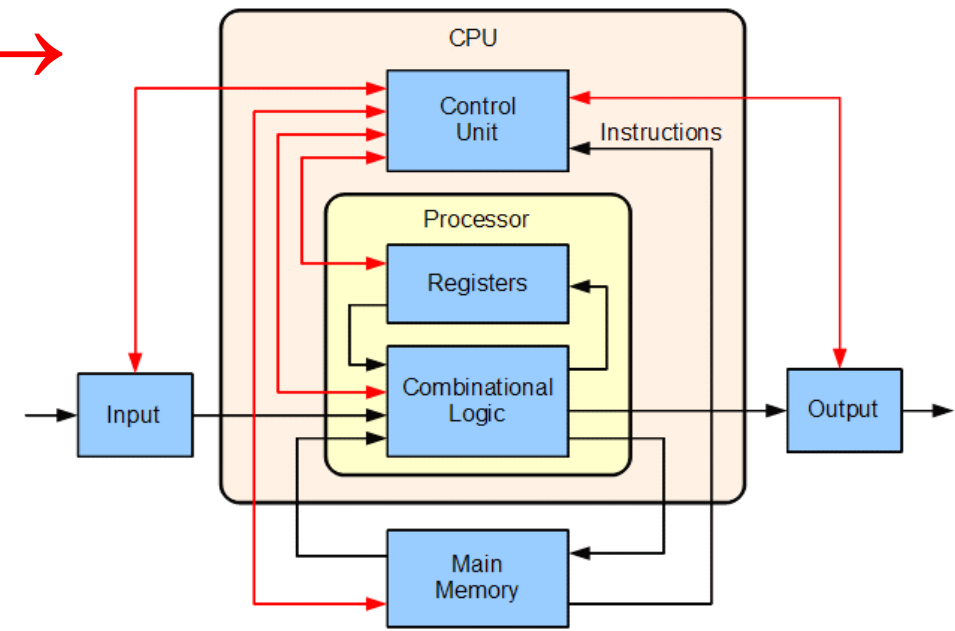 CPU
Control
Unit
Instructions
Processor
Registers
Combinational
Logic
Input
Output
Main
Memory